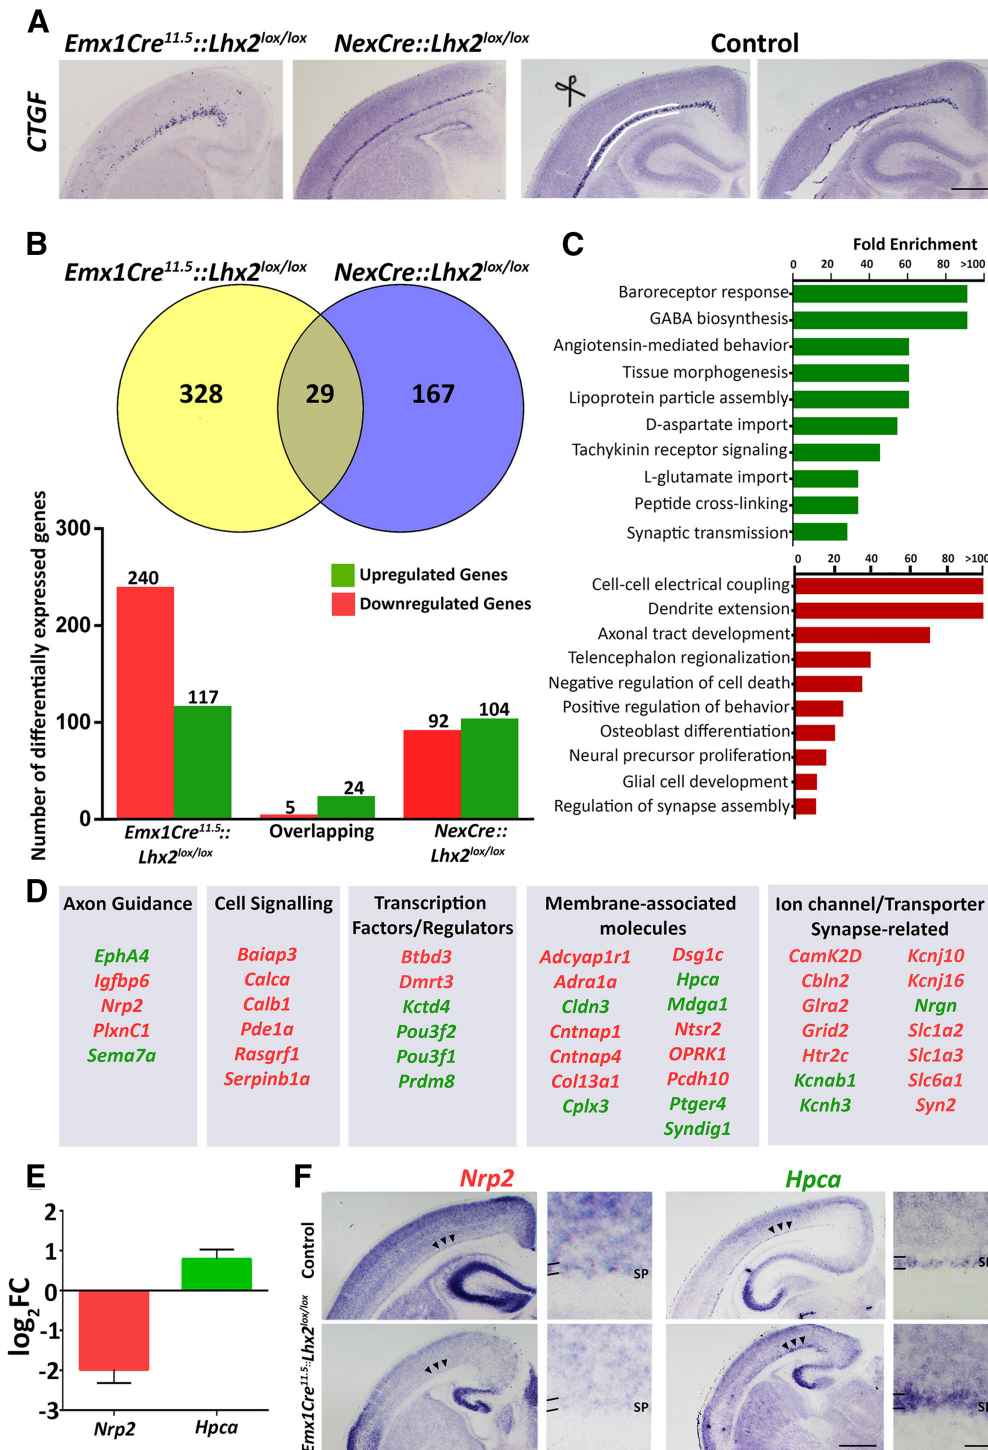 A
Emx1Cre11.5::Lhx2lox/lox
NexCre::Lhx2lox/lox
Control
CTGF
B
Emx1Cre11.5::Lhx2lox/lox
NexCre::Lhx2lox/lox
328
29
167
Number of differentially expressed genes
300
200
100
0
Upregulated Genes
Downregulated Genes
240
117
5
24
92
104
Emx1Cre11.5::
Lhx2lox/lox
Overlapping
NexCre::
Lhx2lox/lox
C
Fold Enrichment
0 20 40 60 80 >100
Baroreceptor response
GABA biosynthesis
Angiotensin-mediated behavior
Tissue morphogenesis
Lipoprotein particle assembly
D-aspartate import
Tachykinin receptor signaling
L-glutamate import
Peptide cross-linking
Synaptic transmission
0 20 40 60 80 >100
Cell-cell electrical coupling
Dendrite extension
Axonal tract development
Telencephalon regionalization
Negative regulation of cell death
Positive regulation of behavior
Osteoblast differentiation
Neural precursor proliferation
Glial cell development
Regulation of synapse assembly
D
Axon Guidance
EphA4
Igfbp6
Nrp2
PlxnC1
Sema7a
Cell Signalling
Baiap3
Calca
Calb1
Pde1a
Rasgrf1
Serpinb1a
Transcription
Factors/Regulators
Btbd3
Dmrt3
Kctd4
Pou3f2
Pou3f1
Prdm8
Membrane-associated
molecules
Adcyap1r1
Adra1a
Cldn3
Cntnap1
Cntnap4
Col13a1
Cplx3
Dsg1c
Hpca
Mdga1
Ntsr2
OPRK1
Pcdh10
Ptger4
Syndig1
Ion channel/Transporter
Synapse-related
CamK2D
Cbln2
Glra2
Grid2
Htr2c
Kcnab1
Kcnh3
Kcnj10
Kcnj16
Nrgn
Slc1a2
Slc1a3
Slc6a1
Syn2
E
log2FC
2
1
0
-1
-2
-3
Nrp2
Hpca
F
Nrp2
Hpca
Control
SP
SP
Emx1Cre11.5::Lhx2lox/lox
SP
SP